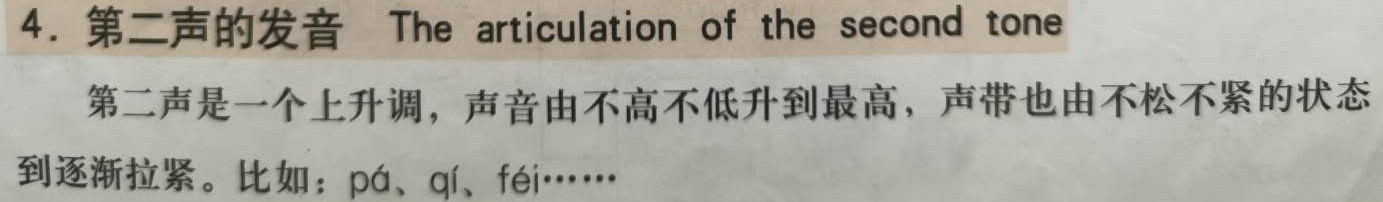 4. 第二声的发音 The articulation of the second tone
第二声是一个上升调，声音由不高不低升到最高，声带也由不松不紧的状态
到逐渐拉紧。比如：pá、qí、féi……